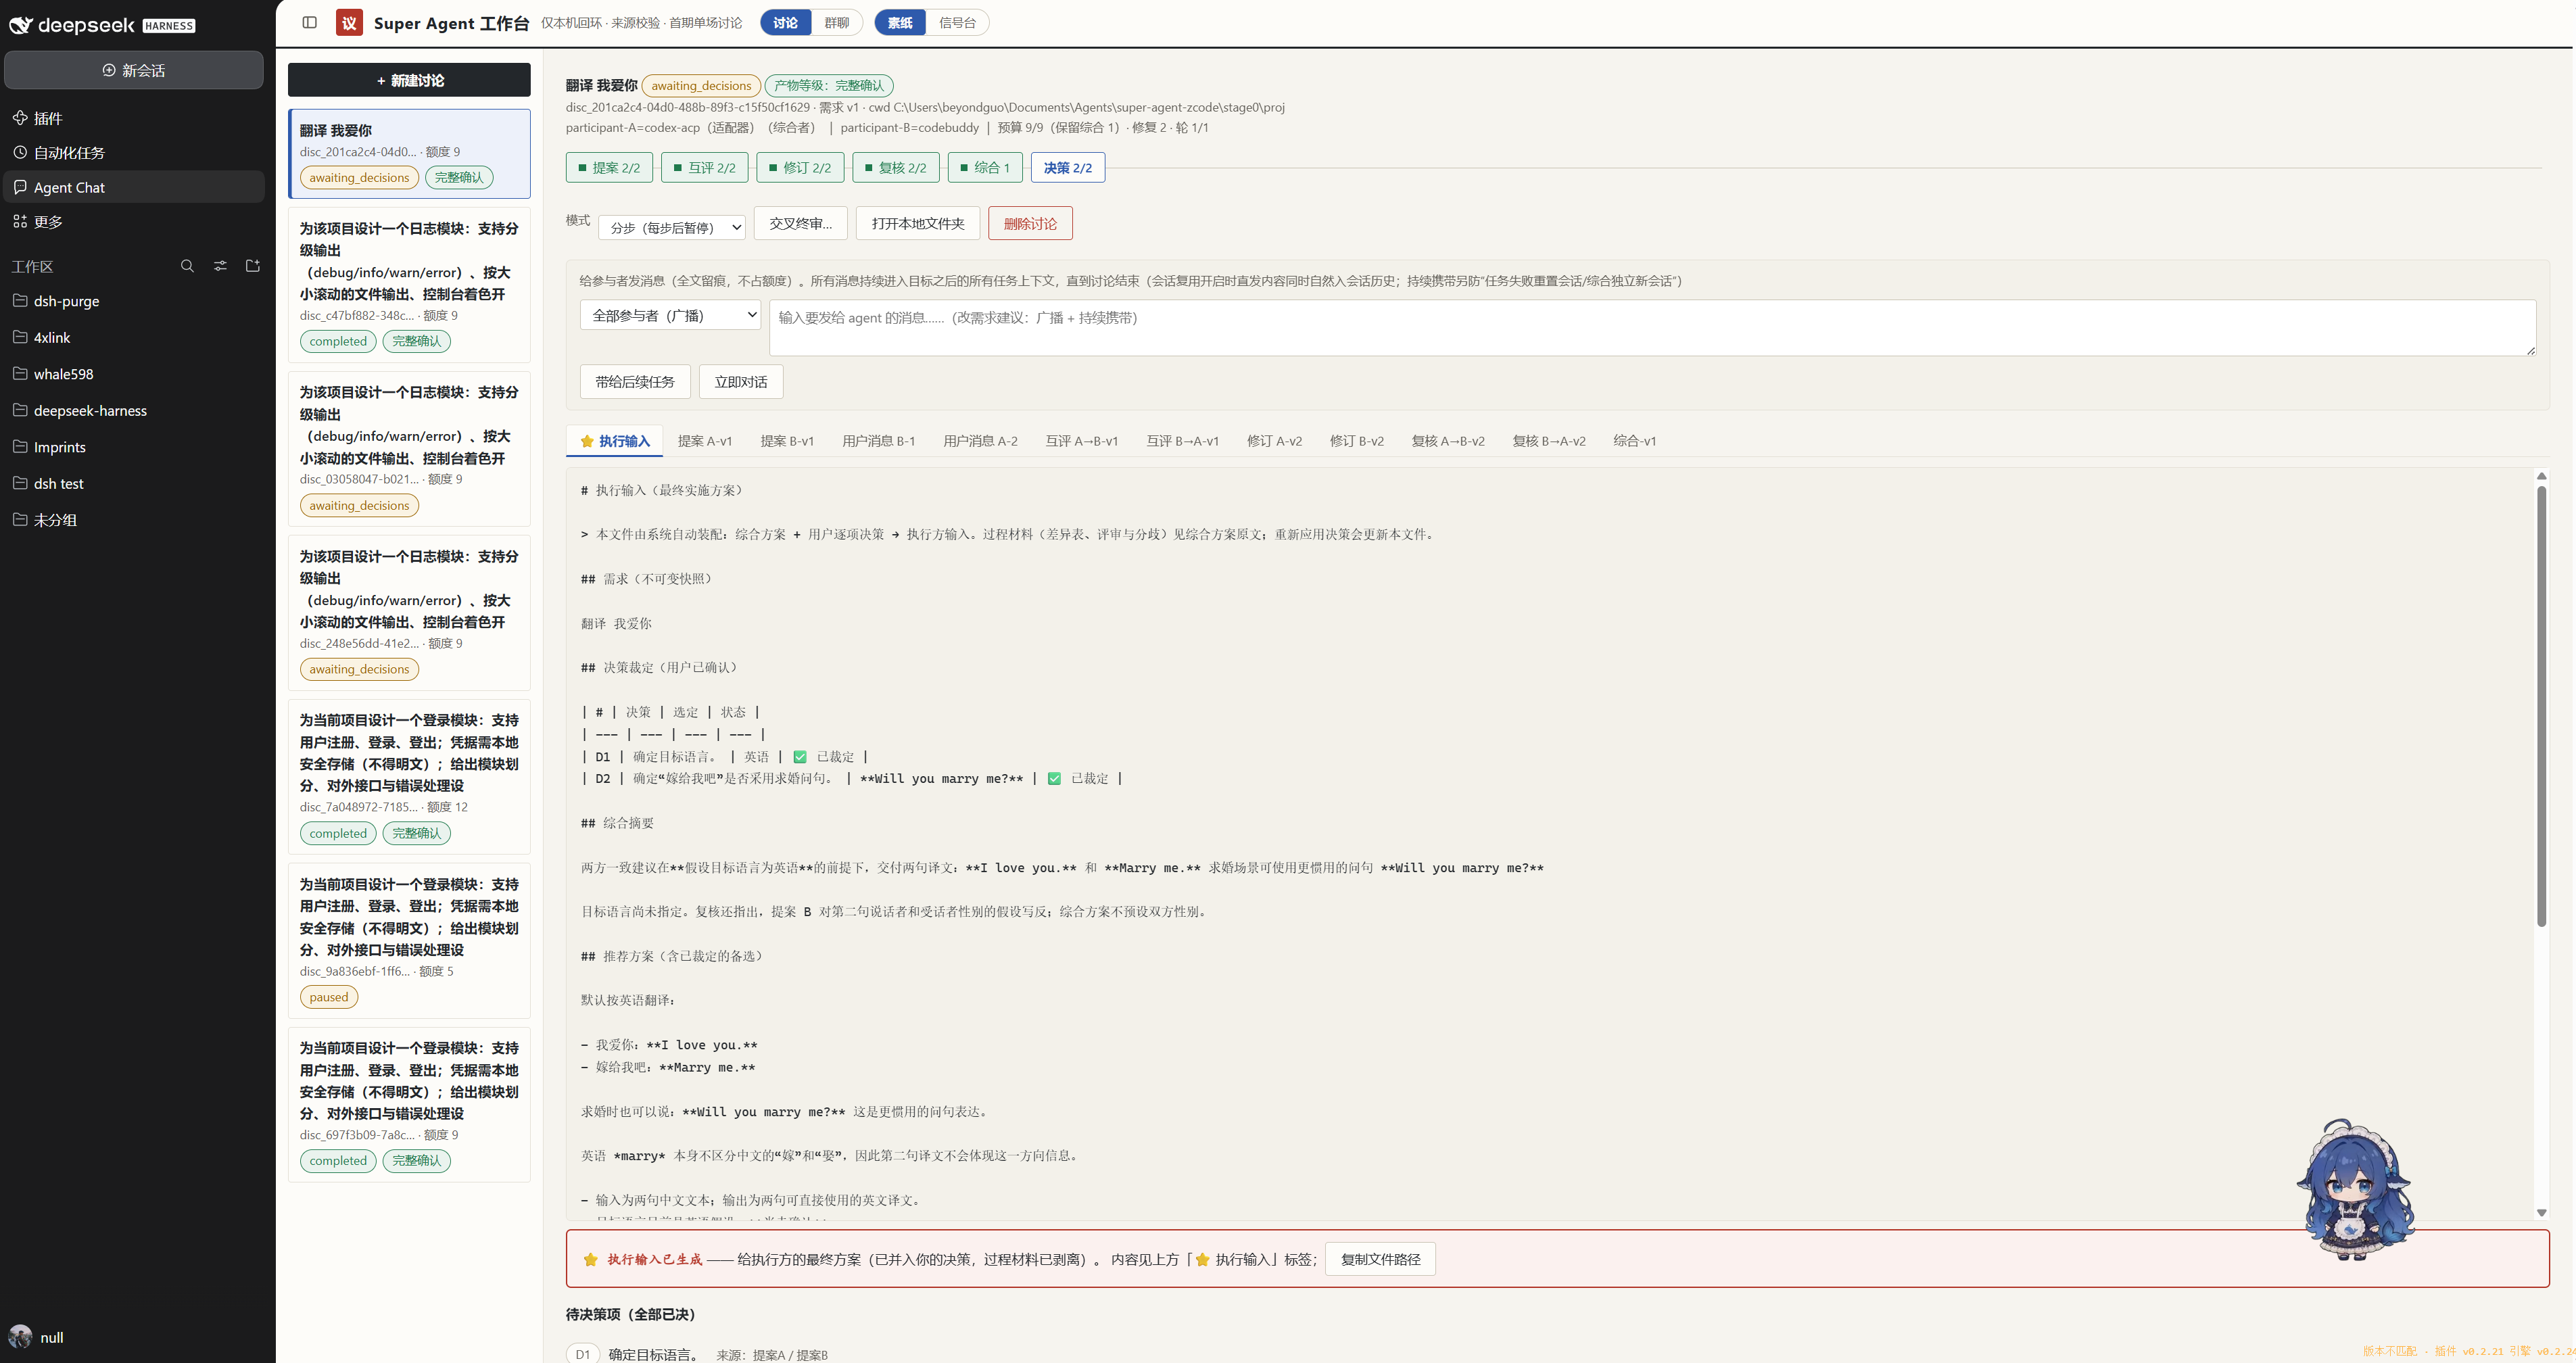 deepseek HARNESS
新会话
插件
自动化任务
Agent Chat
更多
工作区
dsh-purge
4xlink
whale598
deepseek-harness
Imprints
dsh test
未分组
null
议 Super Agent 工作台 仅本机回环 · 来源校验 · 首期单场讨论 讨论 群聊 素纸 信号台
+ 新建讨论
翻译 我爱你
disc_201ca2c4-04d0... · 额度 9
awaiting_decisions 完整确认
为该项目设计一个日志模块：支持分
级输出
（debug/info/warn/error）、按大
小滚动的文件输出、控制台着色开
disc_c47bf882-348c... · 额度 9
completed 完整确认
为该项目设计一个日志模块：支持分
级输出
（debug/info/warn/error）、按大
小滚动的文件输出、控制台着色开
disc_03058047-b021... · 额度 9
awaiting_decisions
为该项目设计一个日志模块：支持分
级输出
（debug/info/warn/error）、按大
小滚动的文件输出、控制台着色开
disc_248e56dd-41e2... · 额度 9
awaiting_decisions
为当前项目设计一个登录模块：支持
用户注册、登录、登出；凭据需本地
安全存储（不得明文）；给出模块划
分、对外接口与错误处理设
disc_7a048972-7185... · 额度 12
completed 完整确认
为当前项目设计一个登录模块：支持
用户注册、登录、登出；凭据需本地
安全存储（不得明文）；给出模块划
分、对外接口与错误处理设
disc_9a836ebf-1ff6... · 额度 5
paused
为当前项目设计一个登录模块：支持
用户注册、登录、登出；凭据需本地
安全存储（不得明文）；给出模块划
分、对外接口与错误处理设
disc_697f3b09-7a8c... · 额度 9
completed 完整确认
翻译 我爱你 awaiting_decisions 产物等级：完整确认
disc_201ca2c4-04d0-488b-89f3-c15f50cf1629 · 需求 v1 · cwd C:\Users\beyondguo\Documents\Agents\super-agent-zcode\stage0\proj
participant-A=codex-acp（适配器）（综合者） | participant-B=codebuddy | 预算 9/9（保留综合 1）· 修复 2 · 轮 1/1
■ 提案 2/2 ■ 互评 2/2 ■ 修订 2/2 ■ 复核 2/2 ■ 综合 1 决策 2/2
模式 分步（每步后暂停） 交叉终审... 打开本地文件夹 删除讨论
给参与者发消息（全文留痕，不占额度）。所有消息持续进入目标之后的所有任务上下文，直到讨论结束（会话复用开启时直发内容同时自然入会话历史；持续携带另防“任务失败重置会话/综合独立新会话”）
全部参与者（广播） 输入要发给 agent 的消息……（改需求建议：广播 + 持续携带）
带给后续任务 立即对话
⭐ 执行输入 提案 A-v1 提案 B-v1 用户消息 B-1 用户消息 A-2 互评 A→B-v1 互评 B→A-v1 修订 A-v2 修订 B-v2 复核 A→B-v2 复核 B→A-v2 综合-v1
# 执行输入（最终实施方案）
> 本文件由系统自动装配：综合方案 + 用户逐项决策 → 执行方输入。过程材料（差异表、评审与分歧）见综合方案原文；重新应用决策会更新本文件。
## 需求（不可变快照）
翻译 我爱你
## 决策裁定（用户已确认）
| # | 决策 | 选定 | 状态 |
| --- | --- | --- | --- |
| D1 | 确定目标语言。 | 英语 | ✅ 已裁定 |
| D2 | 确定“嫁给我吧”是否采用求婚问句。 | **Will you marry me?** | ✅ 已裁定 |
## 综合摘要
两方一致建议在**假设目标语言为英语**的前提下，交付两句译文：**I love you.** 和 **Marry me.** 求婚场景可使用更惯用的问句 **Will you marry me?**
目标语言尚未指定。复核还指出，提案 B 对第二句说话者和受话者性别的假设写反；综合方案不预设双方性别。
## 推荐方案（含已裁定的备选）
默认按英语翻译：
- 我爱你：**I love you.**
- 嫁给我吧：**Marry me.**
求婚时也可以说：**Will you marry me?** 这是更惯用的问句表达。
英语 *marry* 本身不区分中文的“嫁”和“娶”，因此第二句译文不会体现这一方向信息。
- 输入为两句中文文本；输出为两句可直接使用的英文译文。
⭐ 执行输入已生成 —— 给执行方的最终方案（已并入你的决策，过程材料已剥离）。 内容见上方「⭐ 执行输入」标签； 复制文件路径
待决策项（全部已决）
D1 确定目标语言。 来源：提案A / 提案B
版本不匹配 · 插件 v0.2.21 引擎 v0.2.2